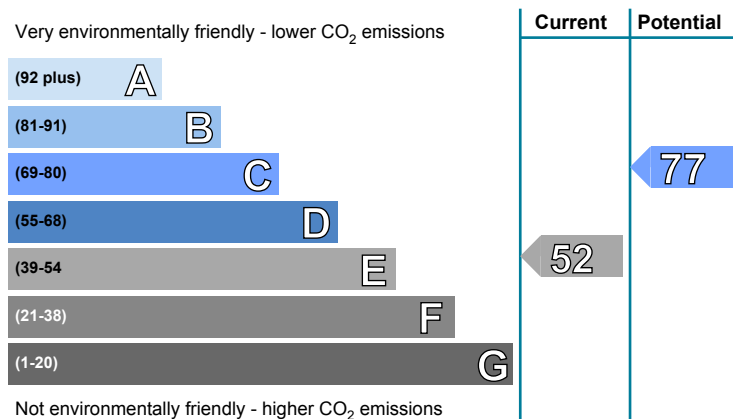 Current Potential
Very environmentally friendly - lower CO₂ emissions
(92 plus) A
(81-91) B
(69-80) C
77
(55-68) D
(39-54 E
52
(21-38) F
(1-20) G
Not environmentally friendly - higher CO₂ emissions